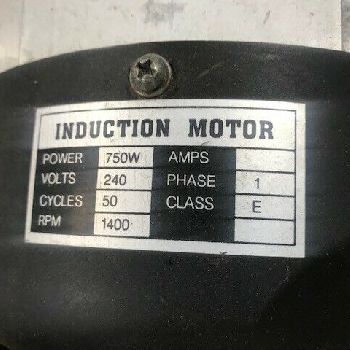 INDUCTION MOTOR
POWER 750W AMPS
VOLTS 240 PHASE 1
CYCLES 50 CLASS E
RPM 1400